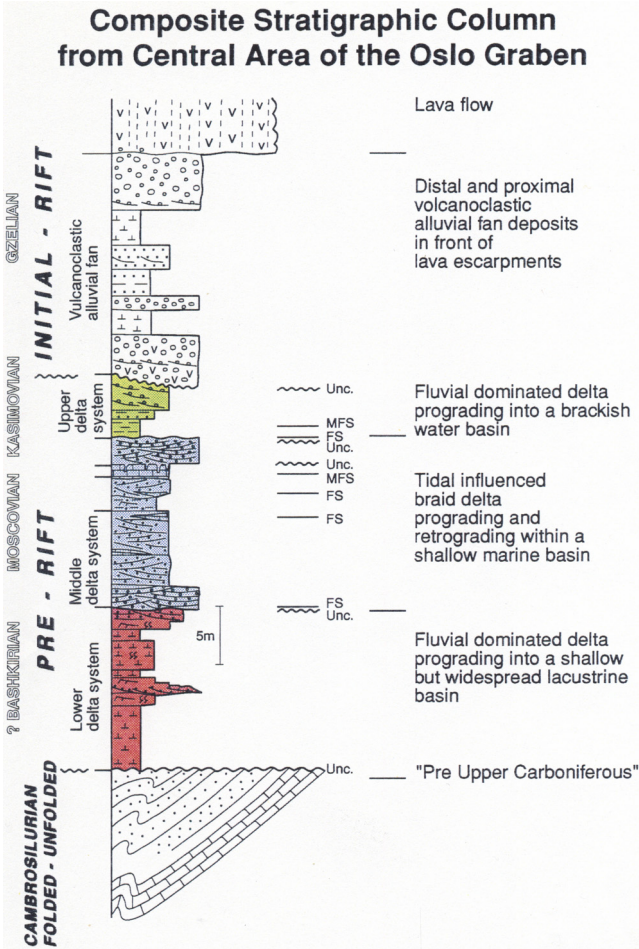 Composite Stratigraphic Column
from Central Area of the Oslo Graben
Lava flow
Distal and proximal
volcanoclastic
alluvial fan deposits
in front of
lava escarpments
GZELIAN
INITIAL - RIFT
Vulcanoclastic
alluvial fan
KASIMOVIAN
Upper
delta
system
Unc.
MFS
FS
Unc.
Fluvial dominated delta
prograding into a brackish
water basin
MOSCOVIAN
PRE - RIFT
Middle
delta system
Unc.
MFS
FS
FS
FS
Unc.
Tidal influenced
braid delta
prograding and
retrograding within a
shallow marine basin
5m
? BASHKIRIAN
Lower
delta system
Fluvial dominated delta
prograding into a shallow
but widespread lacustrine
basin
Unc.
"Pre Upper Carboniferous"
CAMBROSILURIAN
FOLDED - UNFOLDED